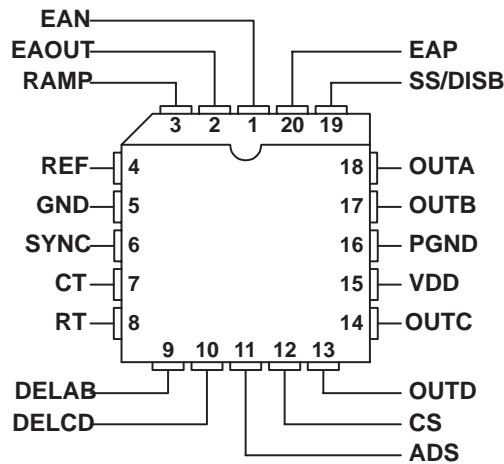 EAN
EAOUT EAP
RAMP SS/DISB
3 2 1 20 19
REF 4 18 OUTA
GND 5 17 OUTB
SYNC 6 16 PGND
CT 7 15 VDD
RT 8 14 OUTC
9 10 11 12 13
DELAB OUTD
DELCD CS
ADS